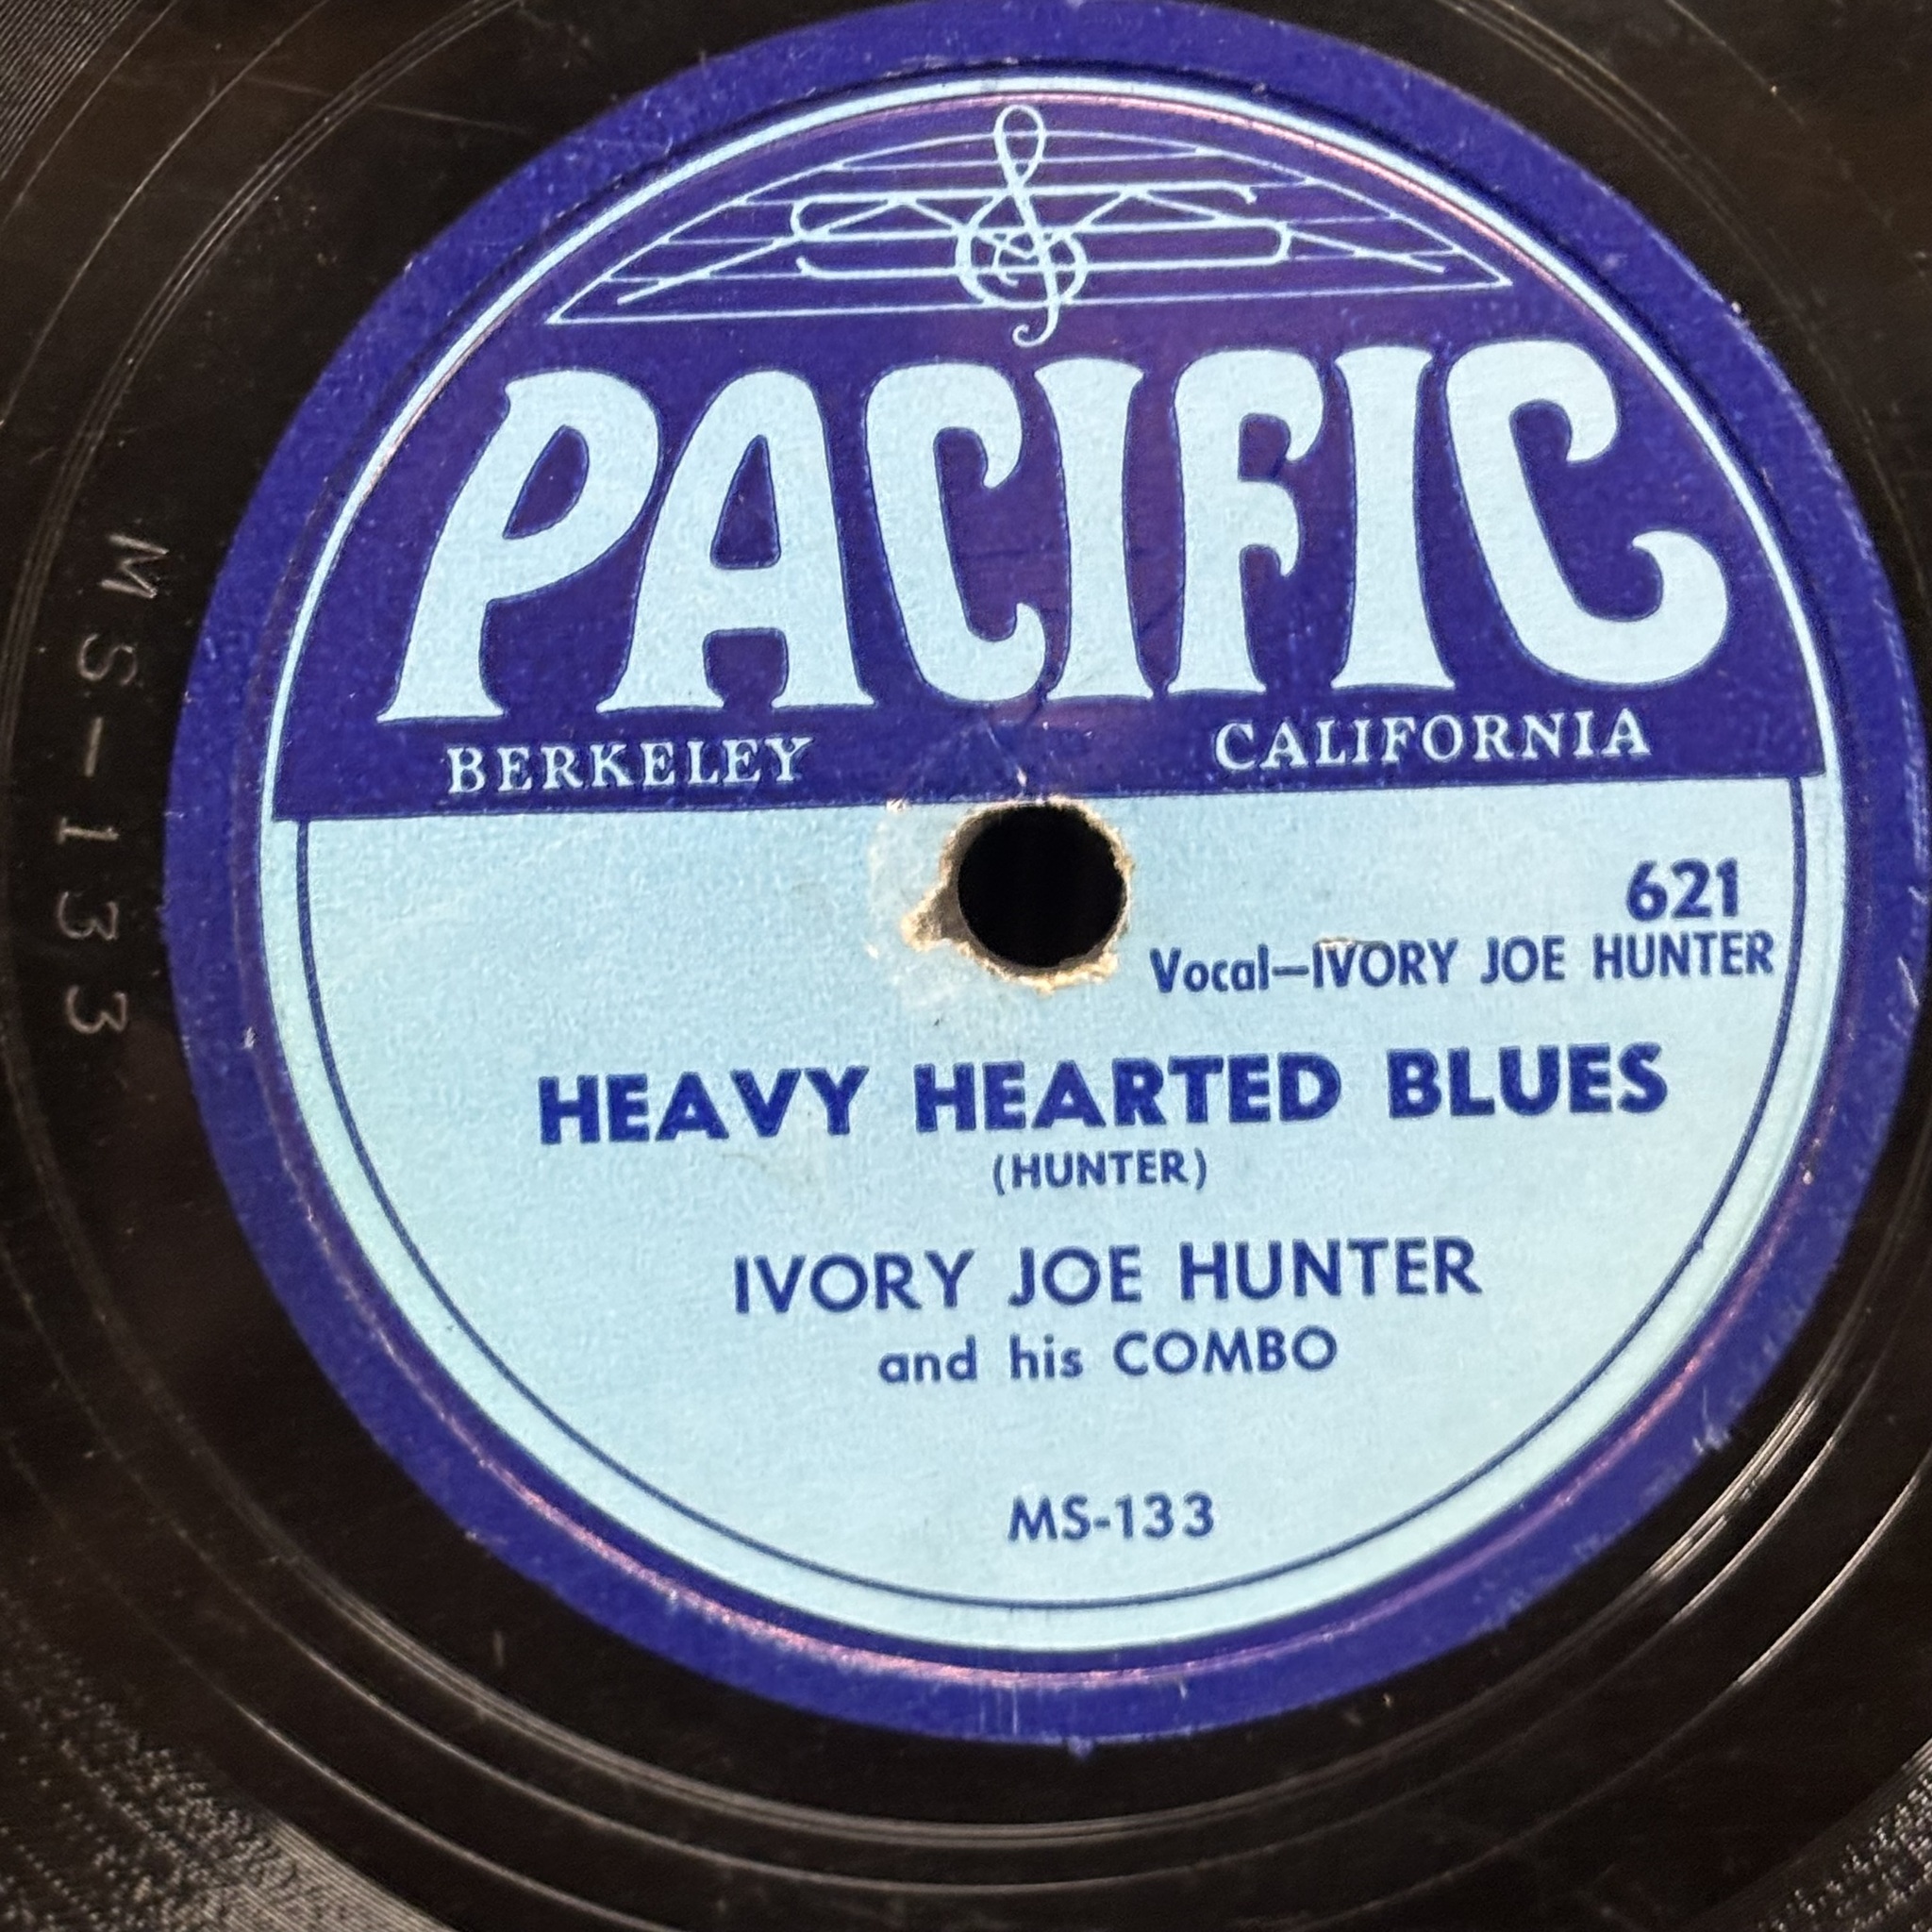 PACIFIC
BERKELEY CALIFORNIA
621
Vocal—IVORY JOE HUNTER
HEAVY HEARTED BLUES
(HUNTER)
IVORY JOE HUNTER
and his COMBO
MS-133
MS-133